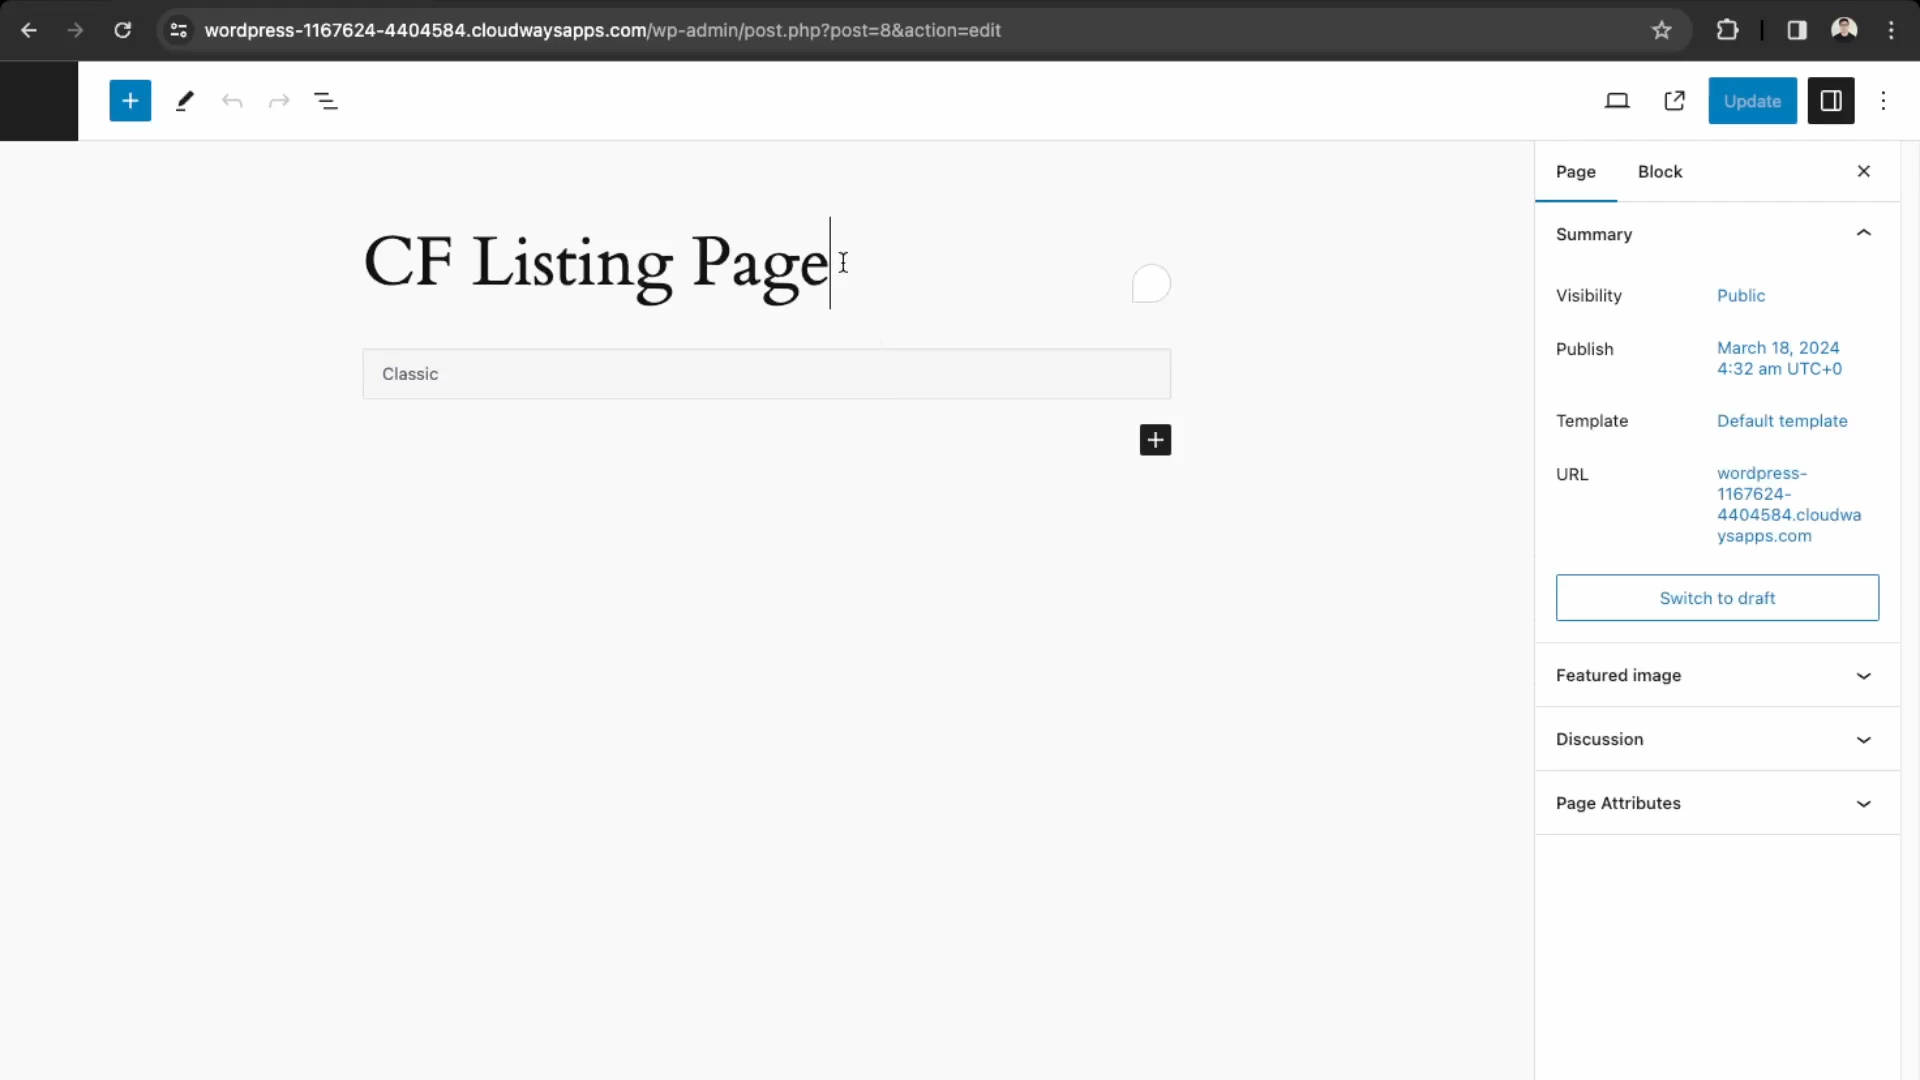 wordpress-1167624-4404584.cloudwaysapps.com/wp-admin/post.php?post=8&action=edit
Update
Page Block
CF Listing Page
Classic
Summary
Visibility Public
Publish March 18, 2024
4:32 am UTC+0
Template Default template
URL wordpress-
1167624-
4404584.cloudwa
ysapps.com
Switch to draft
Featured image
Discussion
Page Attributes